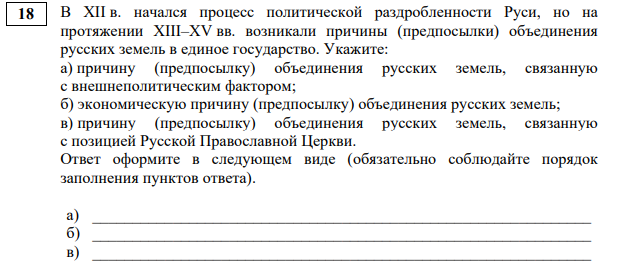 18
В XII в. начался процесс политической раздробленности Руси, но на
протяжении XIII–XV вв. возникали причины (предпосылки) объединения
русских земель в единое государство. Укажите:
а) причину (предпосылку) объединения русских земель, связанную
с внешнеполитическим фактором;
б) экономическую причину (предпосылку) объединения русских земель;
в) причину (предпосылку) объединения русских земель, связанную
с позицией Русской Православной Церкви.
Ответ оформите в следующем виде (обязательно соблюдайте порядок
заполнения пунктов ответа).
а)
б)
в)